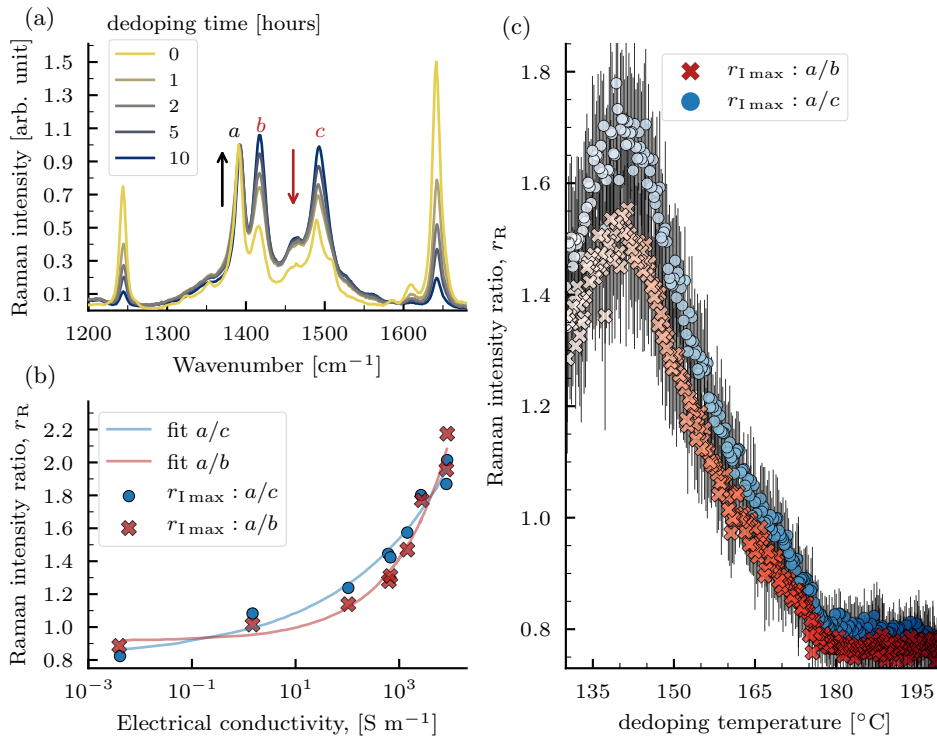 (a)
dedoping time [hours]
0
1
2
5
10
a
b
c
Raman intensity [arb. unit]
1.5
1.3
1.1
0.9
0.7
0.5
0.3
0.1
1200 1300 1400 1500 1600
Wavenumber [cm⁻¹]
(b)
fit a/c
fit a/b
r_I max : a/c
r_I max : a/b
Raman intensity ratio, r_R
2.2
2.0
1.8
1.6
1.4
1.2
1.0
0.8
10⁻³ 10⁻¹ 10¹ 10³
Electrical conductivity, [S m⁻¹]
(c)
r_I max : a/b
r_I max : a/c
Raman intensity ratio, r_R
1.8
1.6
1.4
1.2
1.0
0.8
135 145 155 165 175 180 195
dedoping temperature [°C]